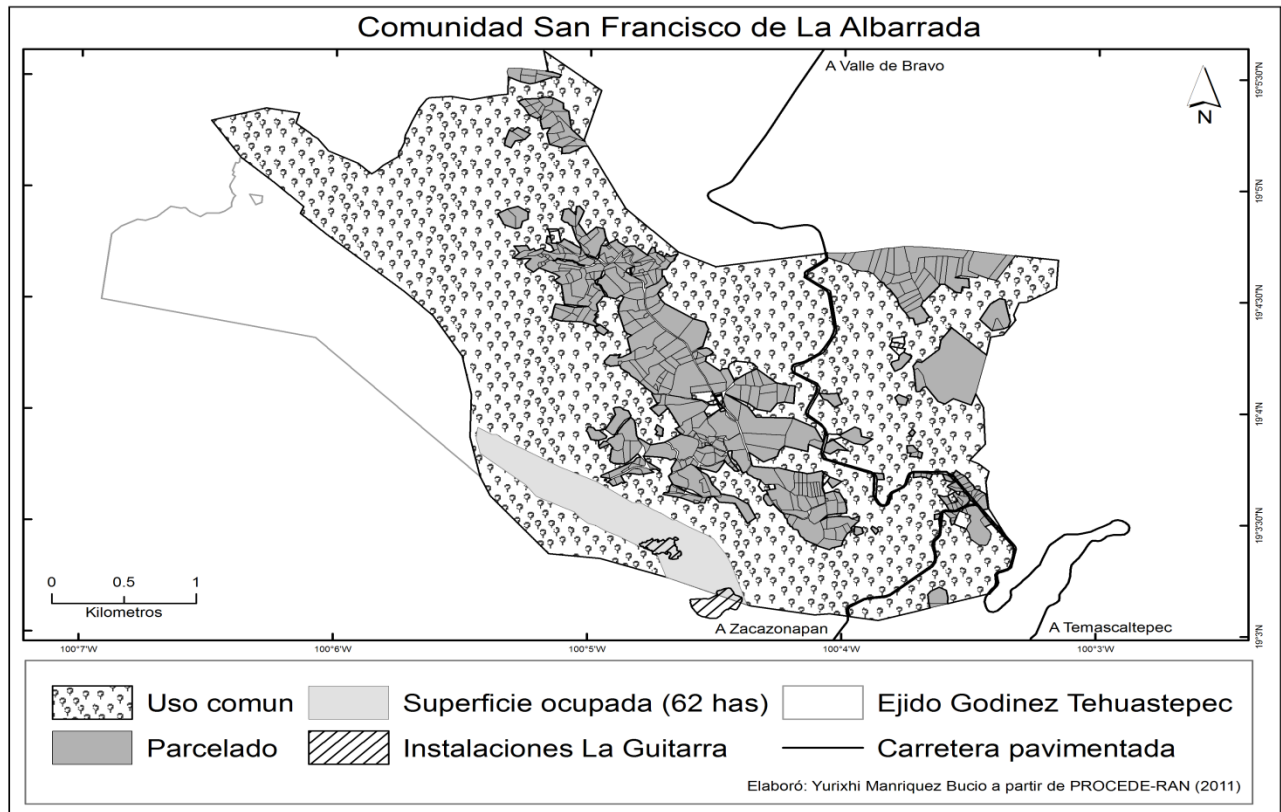 Comunidad San Francisco de La Albarrada
A Valle de Bravo
N
19°5'30"N
19°5'N
19°4'30"N
19°4'N
19°3'30"N
19°3'N
0 0.5 1
Kilometros
A Zacazonapan
A Temascaltepec
100°7'W 100°6'W 100°5'W 100°4'W 100°3'W
Uso comun
Superficie ocupada (62 has)
Ejido Godinez Tehuastepec
Parcelado
Instalaciones La Guitarra
Carretera pavimentada
Elaboró: Yurixhi Manriquez Bucio a partir de PROCEDE-RAN (2011)